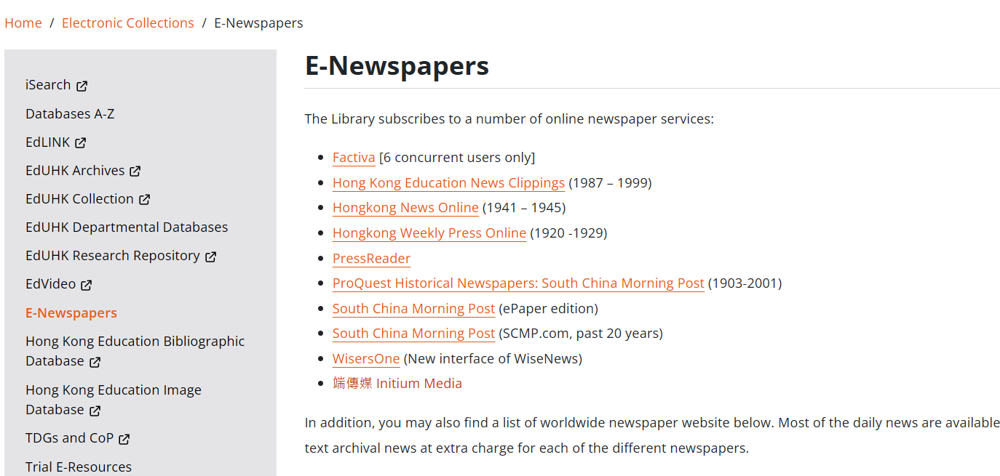 Home / Electronic Collections / E-Newspapers
iSearch
Databases A-Z
EdLINK
EdUHK Archives
EdUHK Collection
EdUHK Departmental Databases
EdUHK Research Repository
EdVideo
E-Newspapers
Hong Kong Education Bibliographic
Database
Hong Kong Education Image
Database
TDGs and CoP
Trial E-Resources
E-Newspapers
The Library subscribes to a number of online newspaper services:
Factiva [6 concurrent users only]
Hong Kong Education News Clippings (1987 – 1999)
Hongkong News Online (1941 – 1945)
Hongkong Weekly Press Online (1920 -1929)
PressReader
ProQuest Historical Newspapers: South China Morning Post (1903-2001)
South China Morning Post (ePaper edition)
South China Morning Post (SCMP.com, past 20 years)
WisersOne (New interface of WiseNews)
端傳媒 Initium Media
In addition, you may also find a list of worldwide newspaper website below. Most of the daily news are available
text archival news at extra charge for each of the different newspapers.